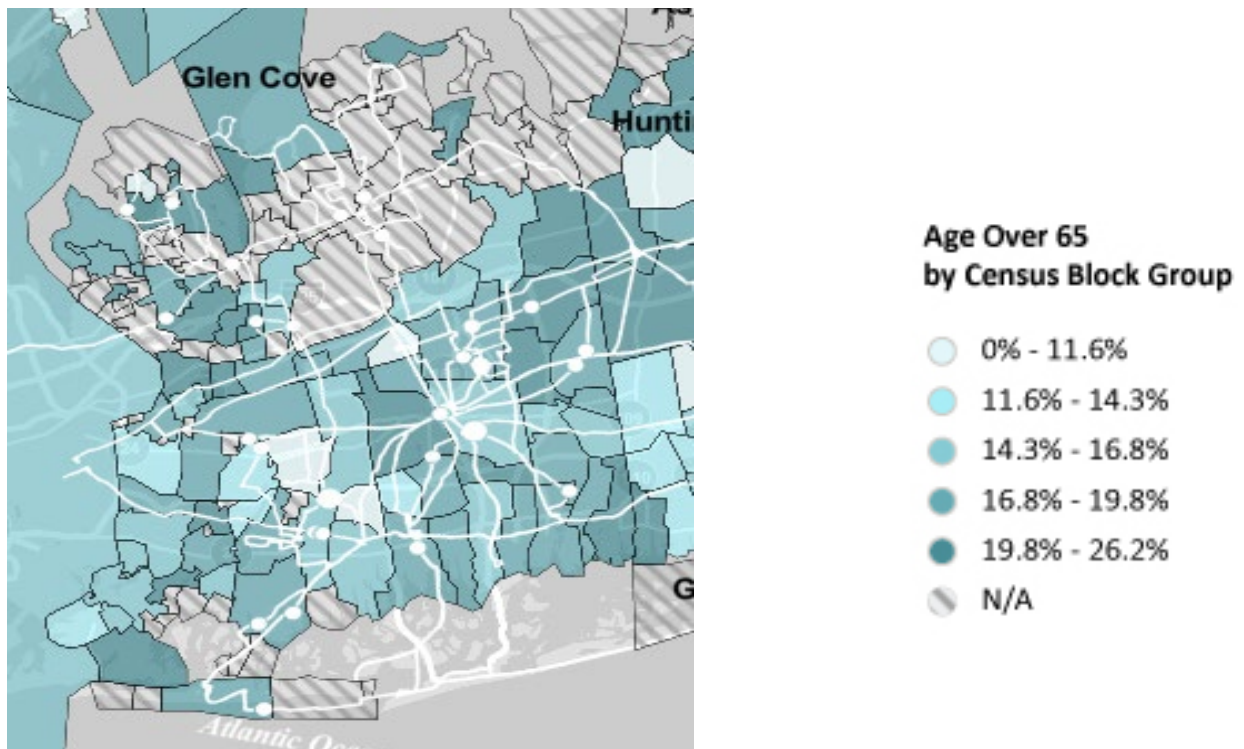 Glen Cove
Hunti
Atlantic Oce
G
Age Over 65
by Census Block Group
0% - 11.6%
11.6% - 14.3%
14.3% - 16.8%
16.8% - 19.8%
19.8% - 26.2%
N/A